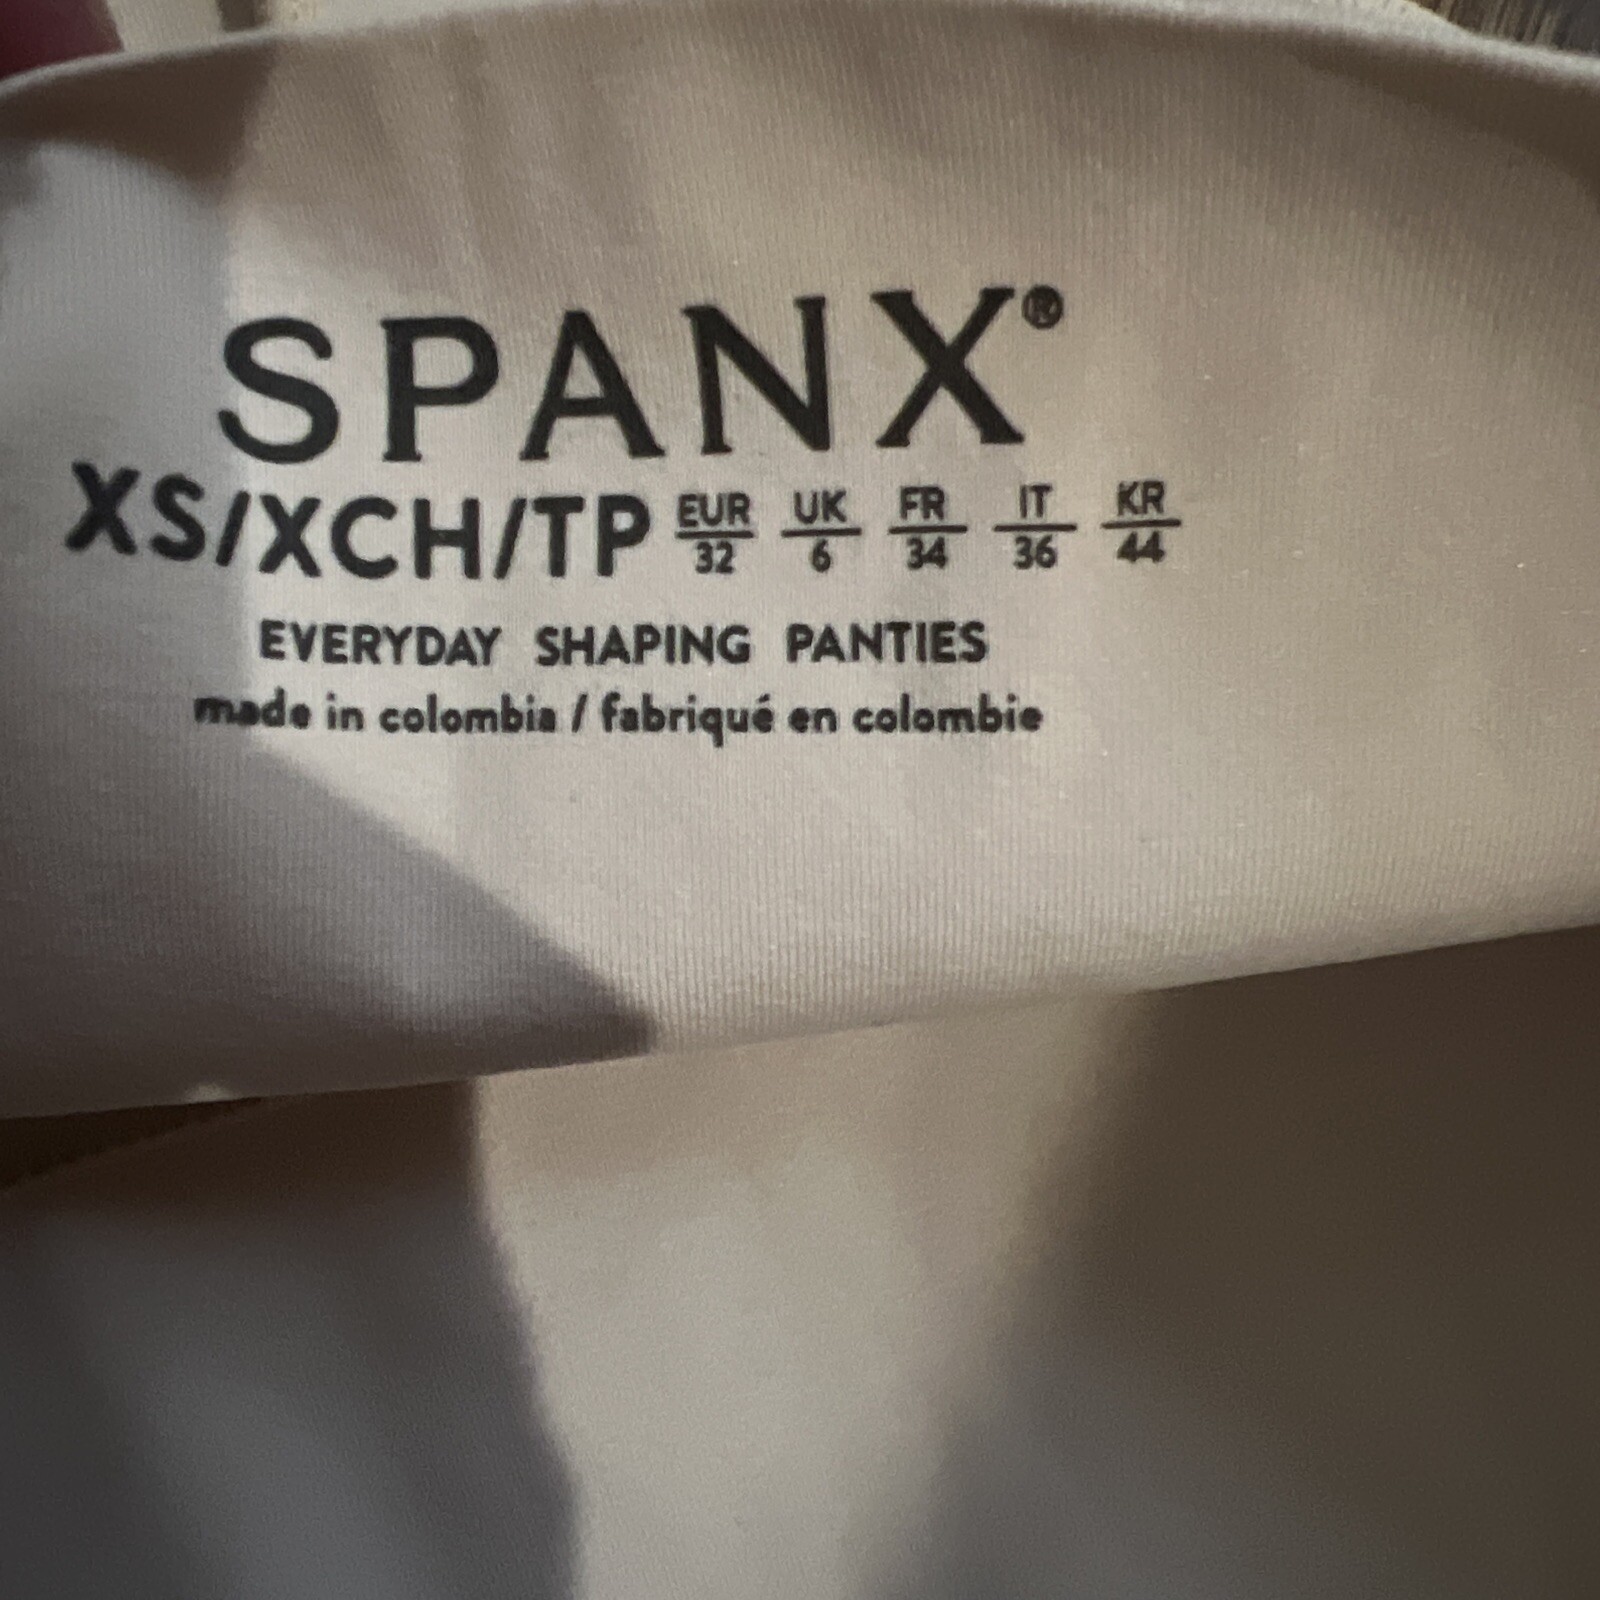 SPANX®
XS/XCH/TP EUR 32 UK 6 FR 34 IT 36 KR 44
EVERYDAY SHAPING PANTIES
made in colombia / fabriqué en colombie